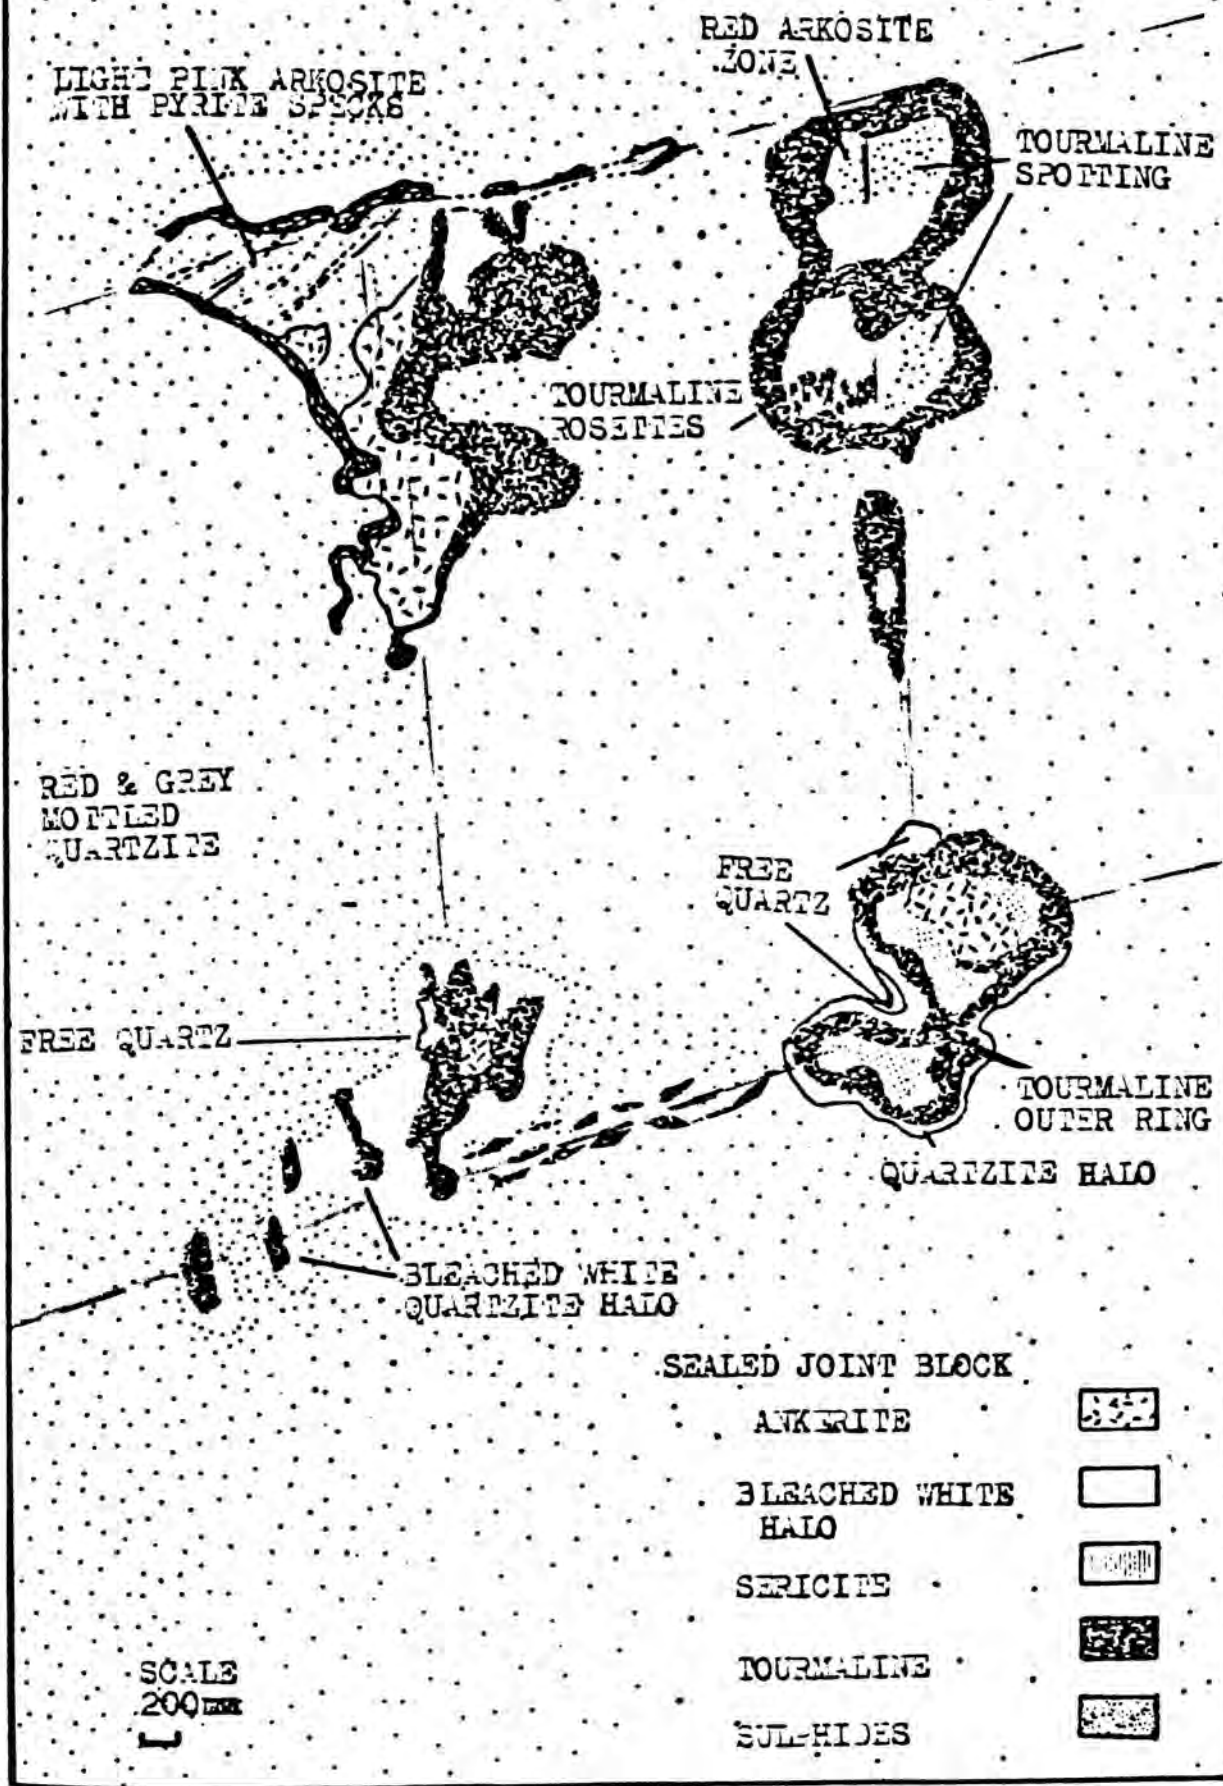 RED ARKOSITE
ZONE
LIGHT PINK ARKOSITE
WITH PYRITE SPECKS
TOURMALINE
SPOTTING
TOURMALINE
ROSETTES
RED & GREY
MOTTLED
QUARTZITE
FREE
QUARTZ
FREE QUARTZ
TOURMALINE
OUTER RING
QUARTZITE HALO
BLEACHED WHITE
QUARTZITE HALO
SEALED JOINT BLOCK
ANKERITE
BLEACHED WHITE
HALO
SERICITE
TOURMALINE
SULPHIDES
SCALE
200 mm